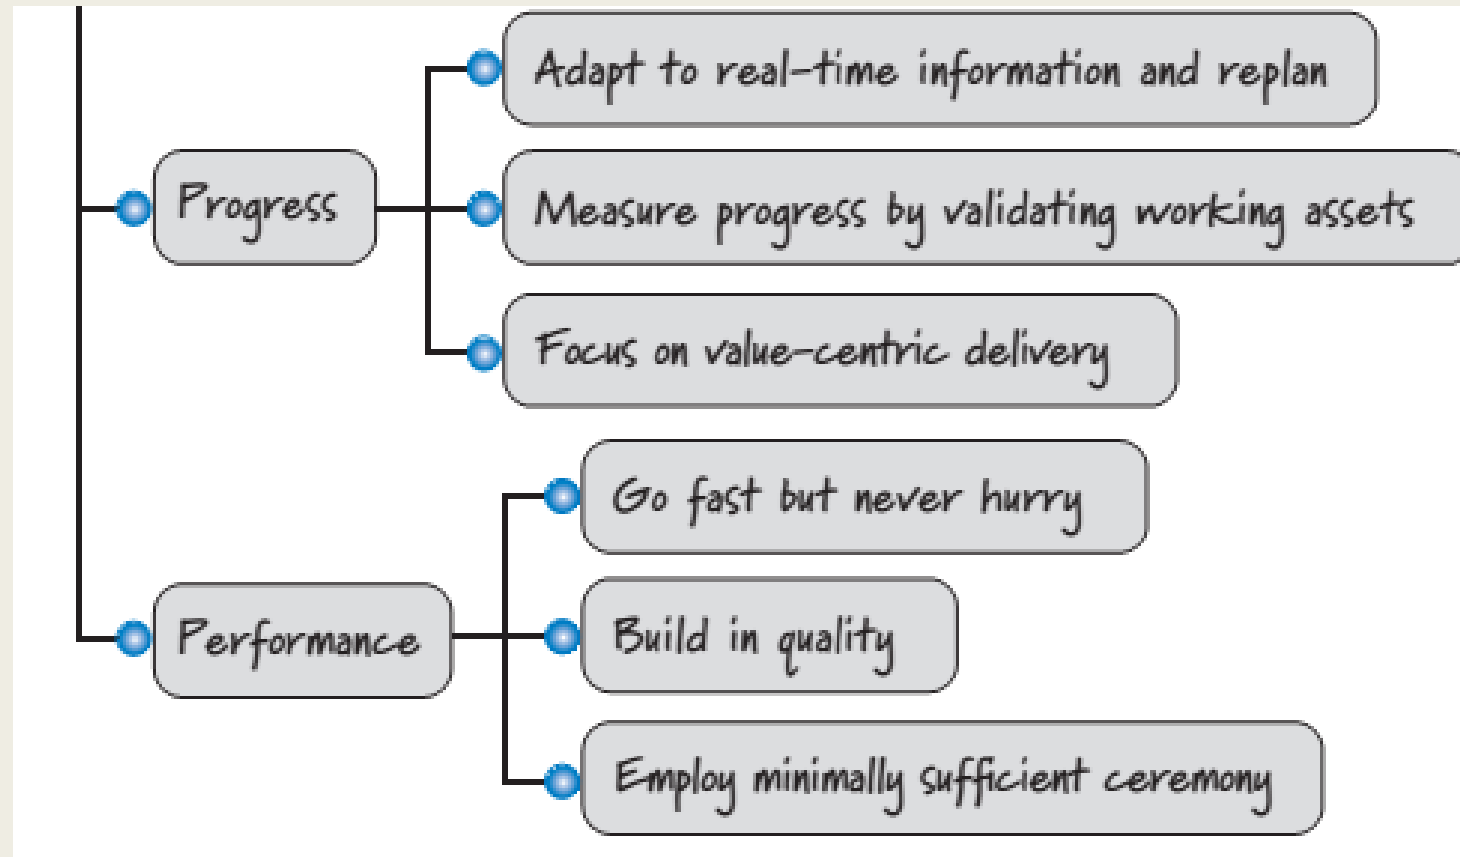 Adapt to real-time information and replan
Progress
Measure progress by validating working assets
Focus on value-centric delivery
Go fast but never hurry
Performance
Build in quality
Employ minimally sufficient ceremony